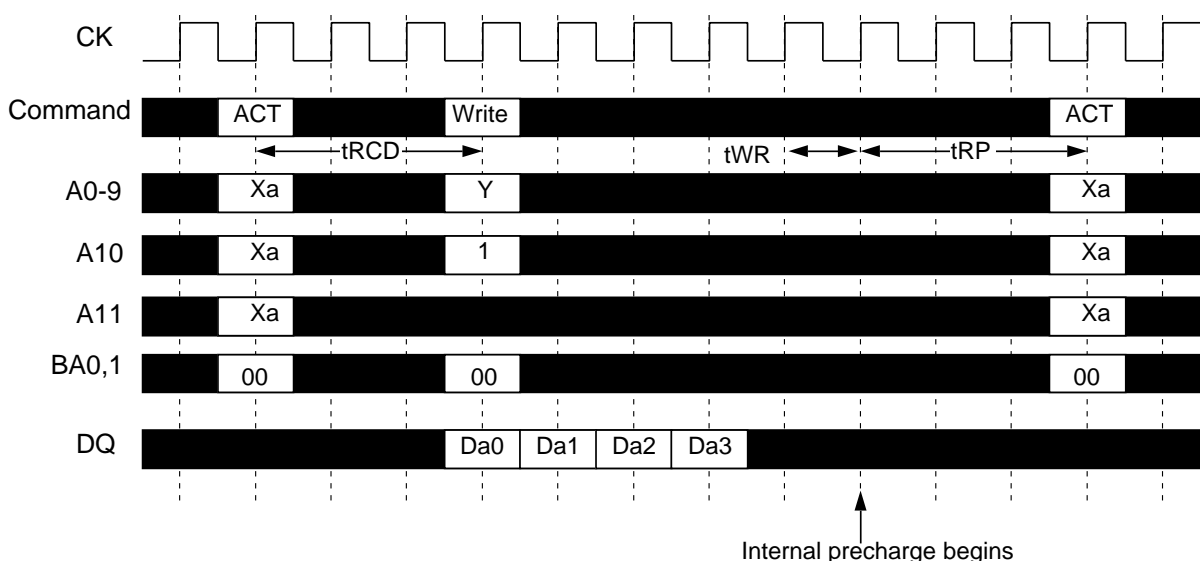 CK
Command ACT Write ACT
tRCD tWR tRP
A0-9 Xa Y Xa
A10 Xa 1 Xa
A11 Xa Xa
BA0,1 00 00 00
DQ Da0 Da1 Da2 Da3
Internal precharge begins